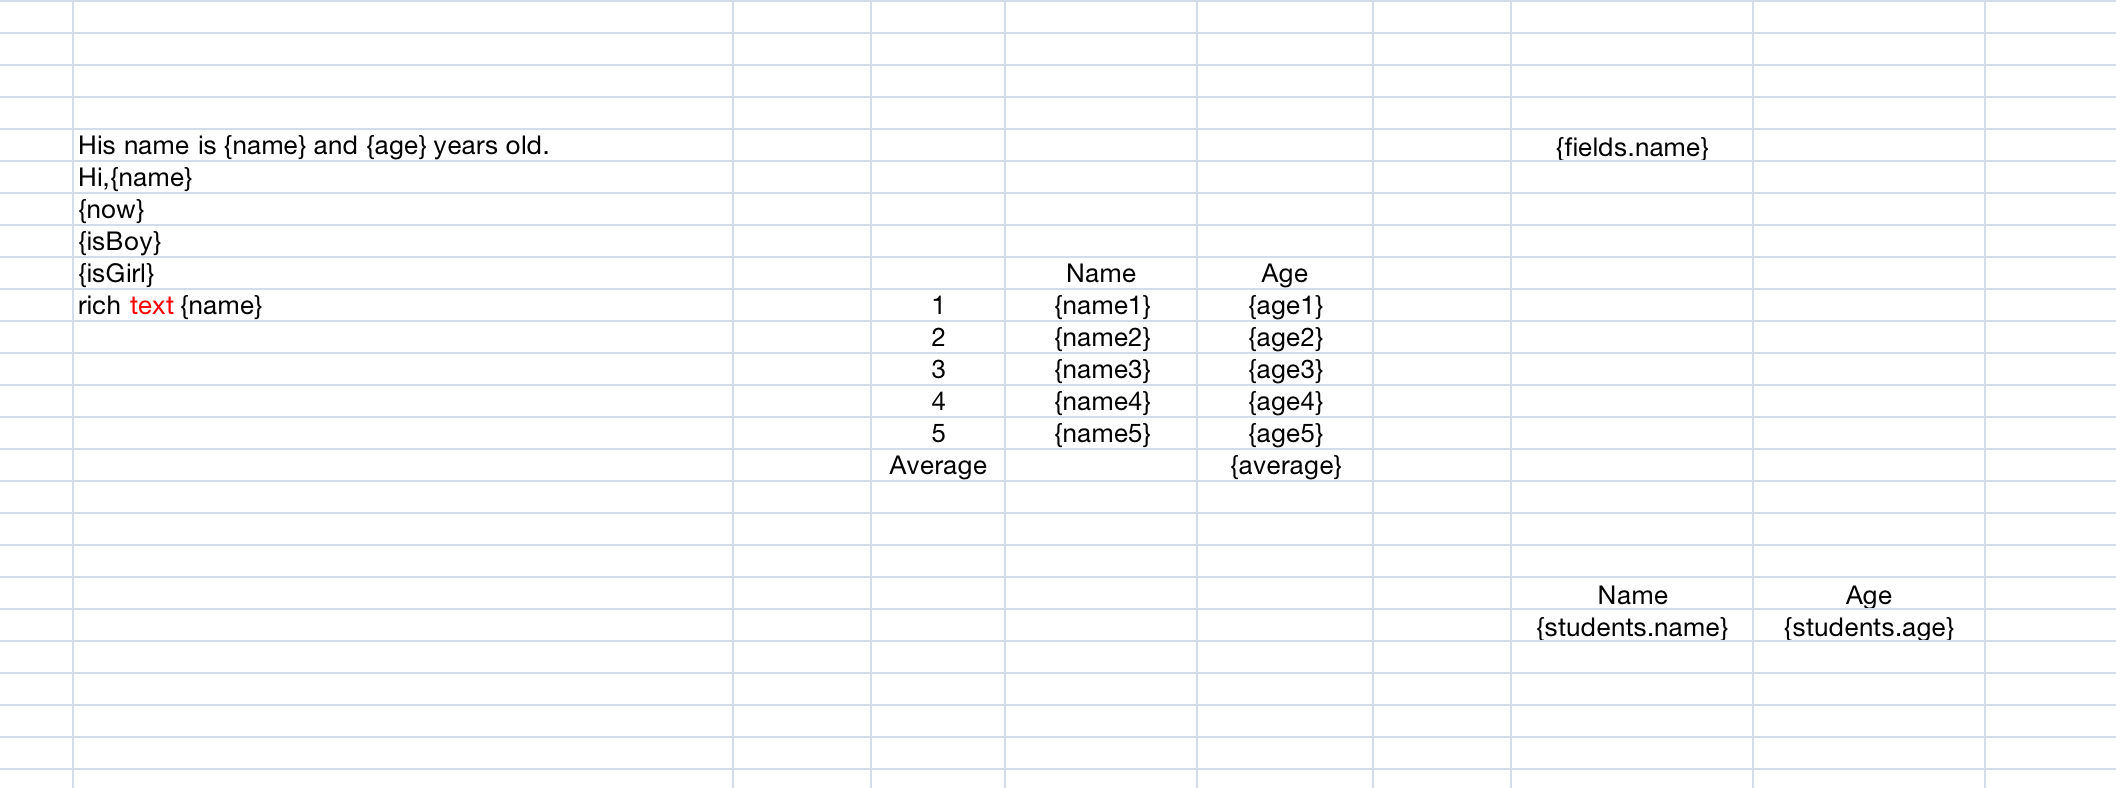 His name is {name} and {age} years old.
{fields.name}
Hi,{name}
{now}
{isBoy}
{isGirl}
Name Age
rich text {name}
1 {name1} {age1}
2 {name2} {age2}
3 {name3} {age3}
4 {name4} {age4}
5 {name5} {age5}
Average {average}
Name Age
{students.name} {students.age}